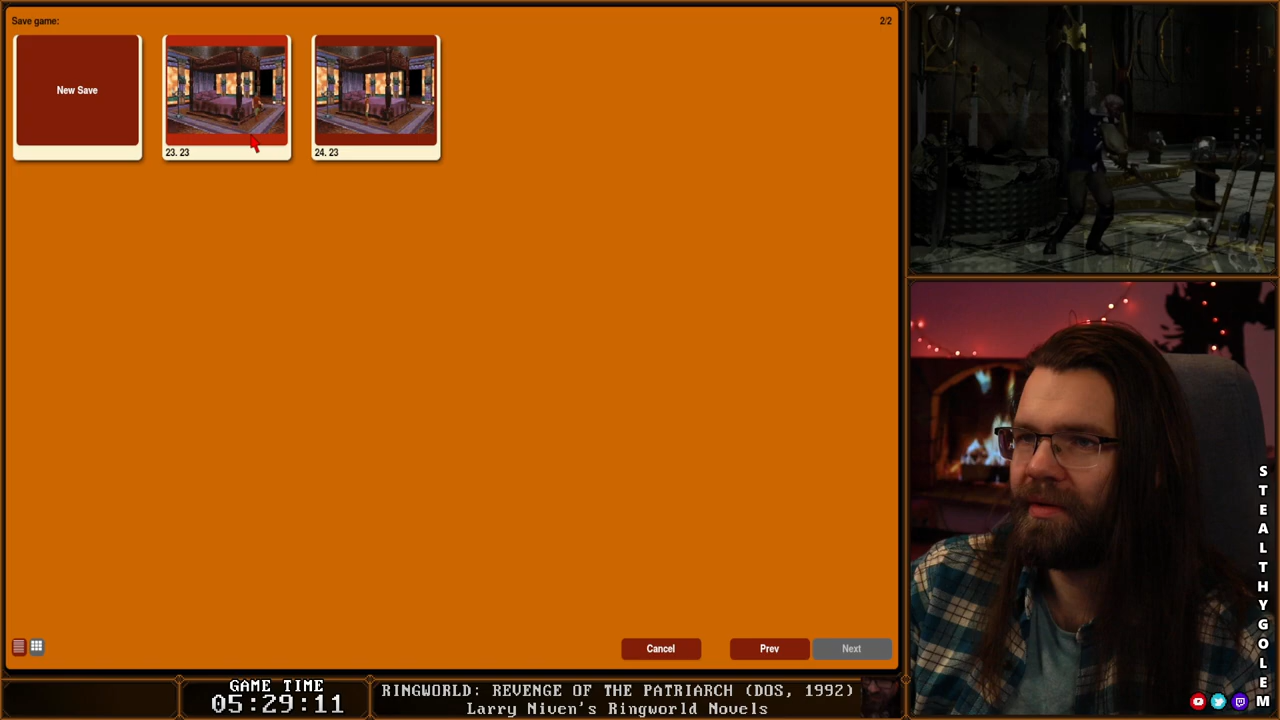 Save game:
2/2
New Save
23. 23
24. 23
Cancel
Prev
Next
GAME TIME
05:29:11
RINGWORLD: REVENGE OF THE PATRIARCH (DOS, 1992)
Larry Niven's Ringworld Novels
STEALTHYGOLEM